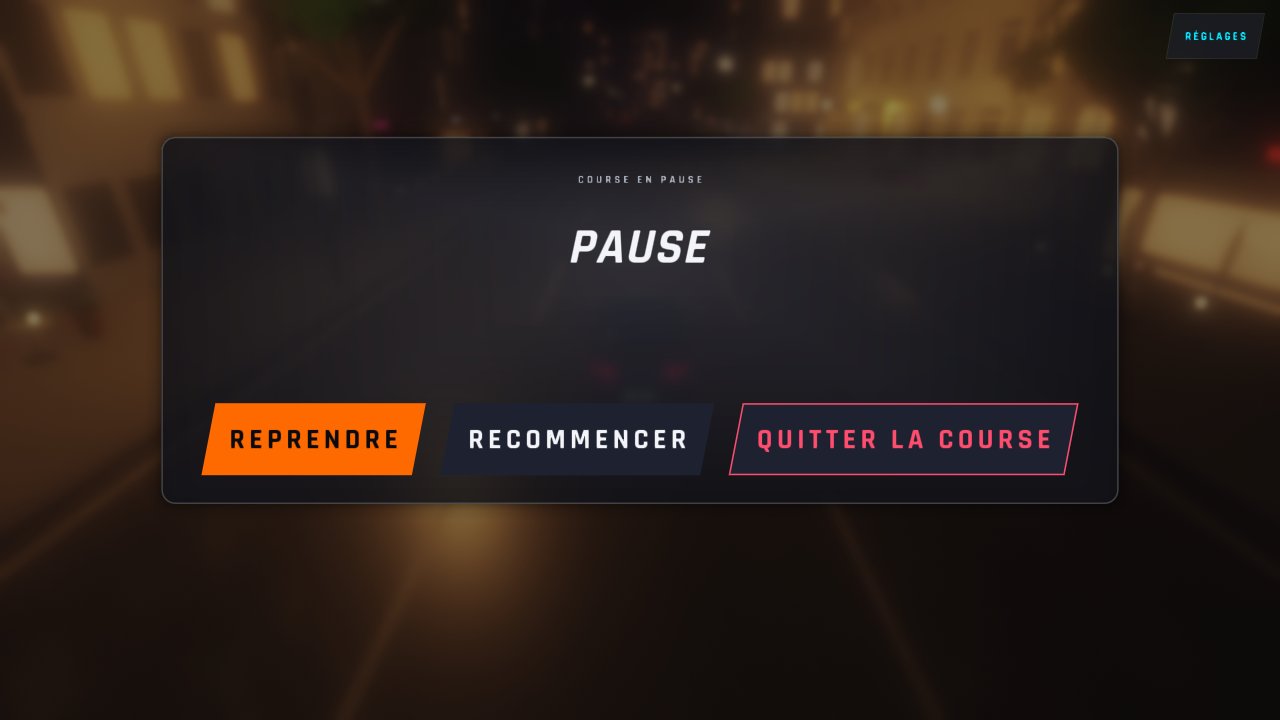 RÉGLAGES
COURSE EN PAUSE
PAUSE
REPRENDRE
RECOMMENCER
QUITTER LA COURSE